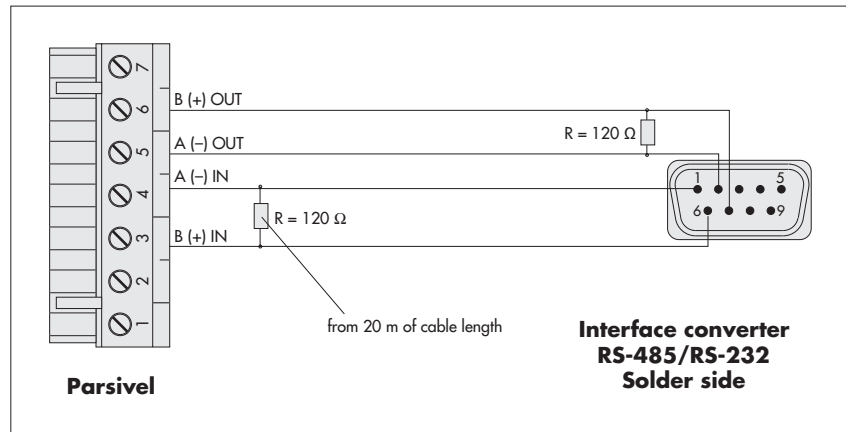 7
6
5
4
3
2
1
B (+) OUT
A (–) OUT
A (–) IN
B (+) IN
R = 120 Ω
R = 120 Ω
from 20 m of cable length
1 5
6 9
Parsivel
Interface converter
RS-485/RS-232
Solder side